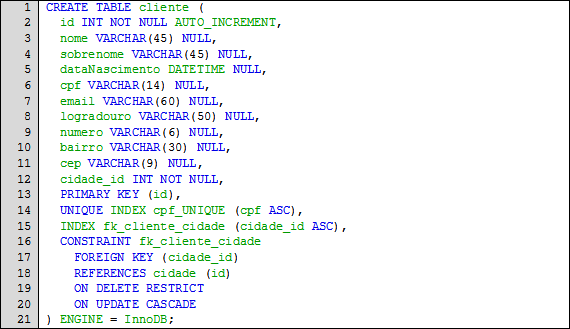 1 CREATE TABLE cliente (
2 id INT NOT NULL AUTO_INCREMENT,
3 nome VARCHAR(45) NULL,
4 sobrenome VARCHAR(45) NULL,
5 dataNascimento DATETIME NULL,
6 cpf VARCHAR(14) NULL,
7 email VARCHAR(60) NULL,
8 logradouro VARCHAR(50) NULL,
9 numero VARCHAR(6) NULL,
10 bairro VARCHAR(30) NULL,
11 cep VARCHAR(9) NULL,
12 cidade_id INT NOT NULL,
13 PRIMARY KEY (id),
14 UNIQUE INDEX cpf_UNIQUE (cpf ASC),
15 INDEX fk_cliente_cidade (cidade_id ASC),
16 CONSTRAINT fk_cliente_cidade
17 FOREIGN KEY (cidade_id)
18 REFERENCES cidade (id)
19 ON DELETE RESTRICT
20 ON UPDATE CASCADE
21 ) ENGINE = InnoDB;